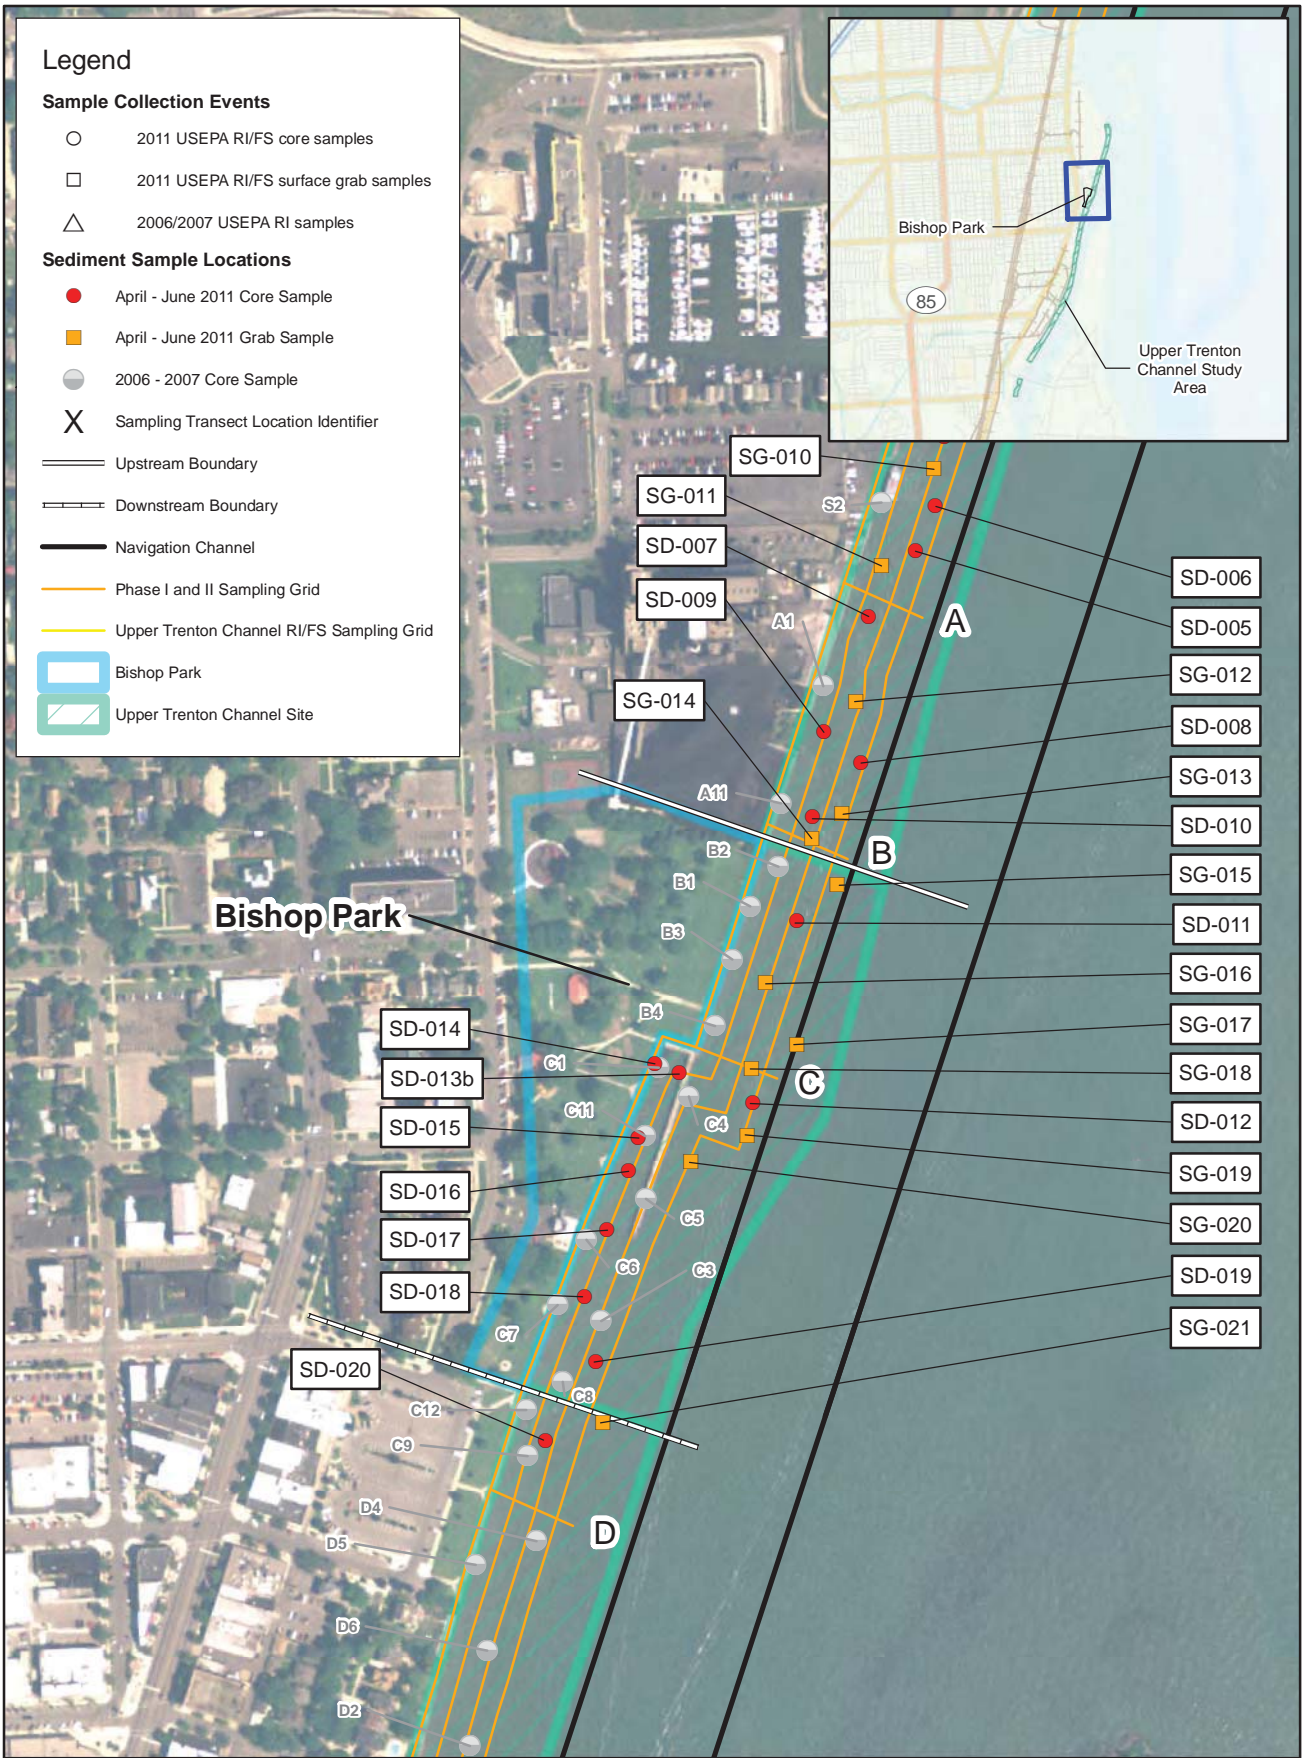 Legend
Sample Collection Events
2011 USEPA RI/FS core samples
2011 USEPA RI/FS surface grab samples
2006/2007 USEPA RI samples
Sediment Sample Locations
April - June 2011 Core Sample
April - June 2011 Grab Sample
2006 - 2007 Core Sample
X Sampling Transect Location Identifier
Upstream Boundary
Downstream Boundary
Navigation Channel
Phase I and II Sampling Grid
Upper Trenton Channel RI/FS Sampling Grid
Bishop Park
Upper Trenton Channel Site
Bishop Park
85
Upper Trenton
Channel Study
Area
SG-010
SG-011
SD-007
SD-009
SG-014
S2
A1
A11
B2
B1
B3
B4
Bishop Park
SD-014
SD-013b
SD-015
SD-016
SD-017
SD-018
SD-020
C1
C11
C4
C5
C6
C3
C7
C8
C12
C9
D4
D5
D6
D2
A
B
C
D
SD-006
SD-005
SG-012
SD-008
SG-013
SD-010
SG-015
SD-011
SG-016
SG-017
SG-018
SD-012
SG-019
SG-020
SD-019
SG-021